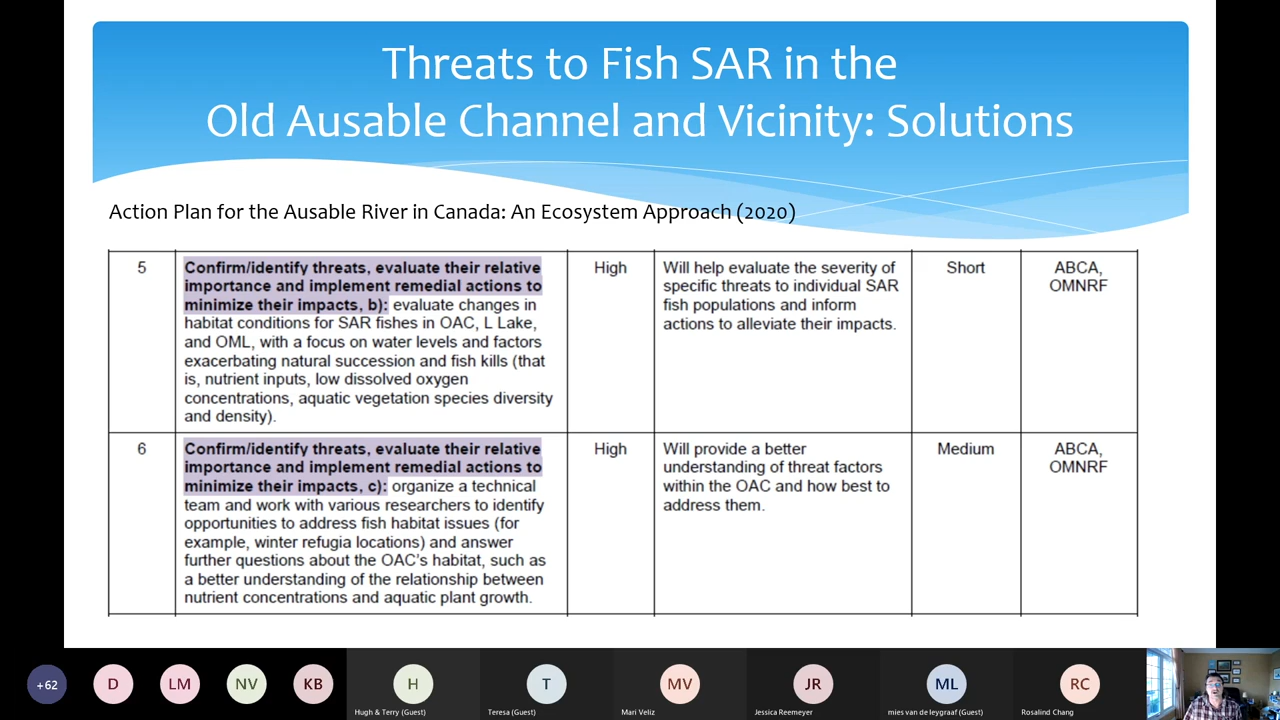 Threats to Fish SAR in the
Old Ausable Channel and Vicinity: Solutions
Action Plan for the Ausable River in Canada: An Ecosystem Approach (2020)
5
Confirm/identify threats, evaluate their relative
importance and implement remedial actions to
minimize their impacts, b): evaluate changes in
habitat conditions for SAR fishes in OAC, L Lake,
and OML, with a focus on water levels and factors
exacerbating natural succession and fish kills (that
is, nutrient inputs, low dissolved oxygen
concentrations, aquatic vegetation species diversity
and density).
High
Will help evaluate the severity of
specific threats to individual SAR
fish populations and inform
actions to alleviate their impacts.
Short
ABCA,
OMNRF
6
Confirm/identify threats, evaluate their relative
importance and implement remedial actions to
minimize their impacts, c): organize a technical
team and work with various researchers to identify
opportunities to address fish habitat issues (for
example, winter refugia locations) and answer
further questions about the OAC's habitat, such as
a better understanding of the relationship between
nutrient concentrations and aquatic plant growth.
High
Will provide a better
understanding of threat factors
within the OAC and how best to
address them.
Medium
ABCA,
OMNRF
+62
D
LM
NV
KB
H
Hugh & Terry (Guest)
T
Teresa (Guest)
MV
Mari Veliz
JR
Jessica Reemeyer
ML
mies van de leygraaf (Guest)
RC
Rosalind Chang